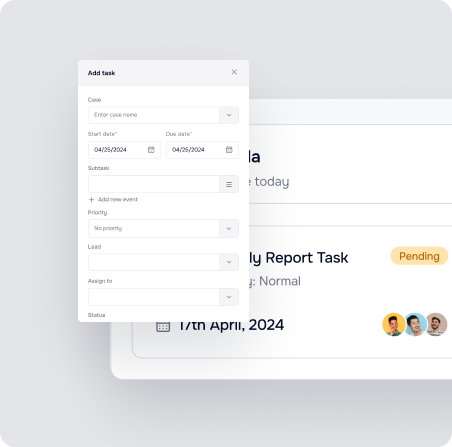 Add task
Case
Enter case name
Start date*
Due date*
04/25/2024
04/25/2024
Subtask
Add new event
Priority
No priority
Lead
Assign to
Status
la
e today
ly Report Task
Pending
y: Normal
17th April, 2024